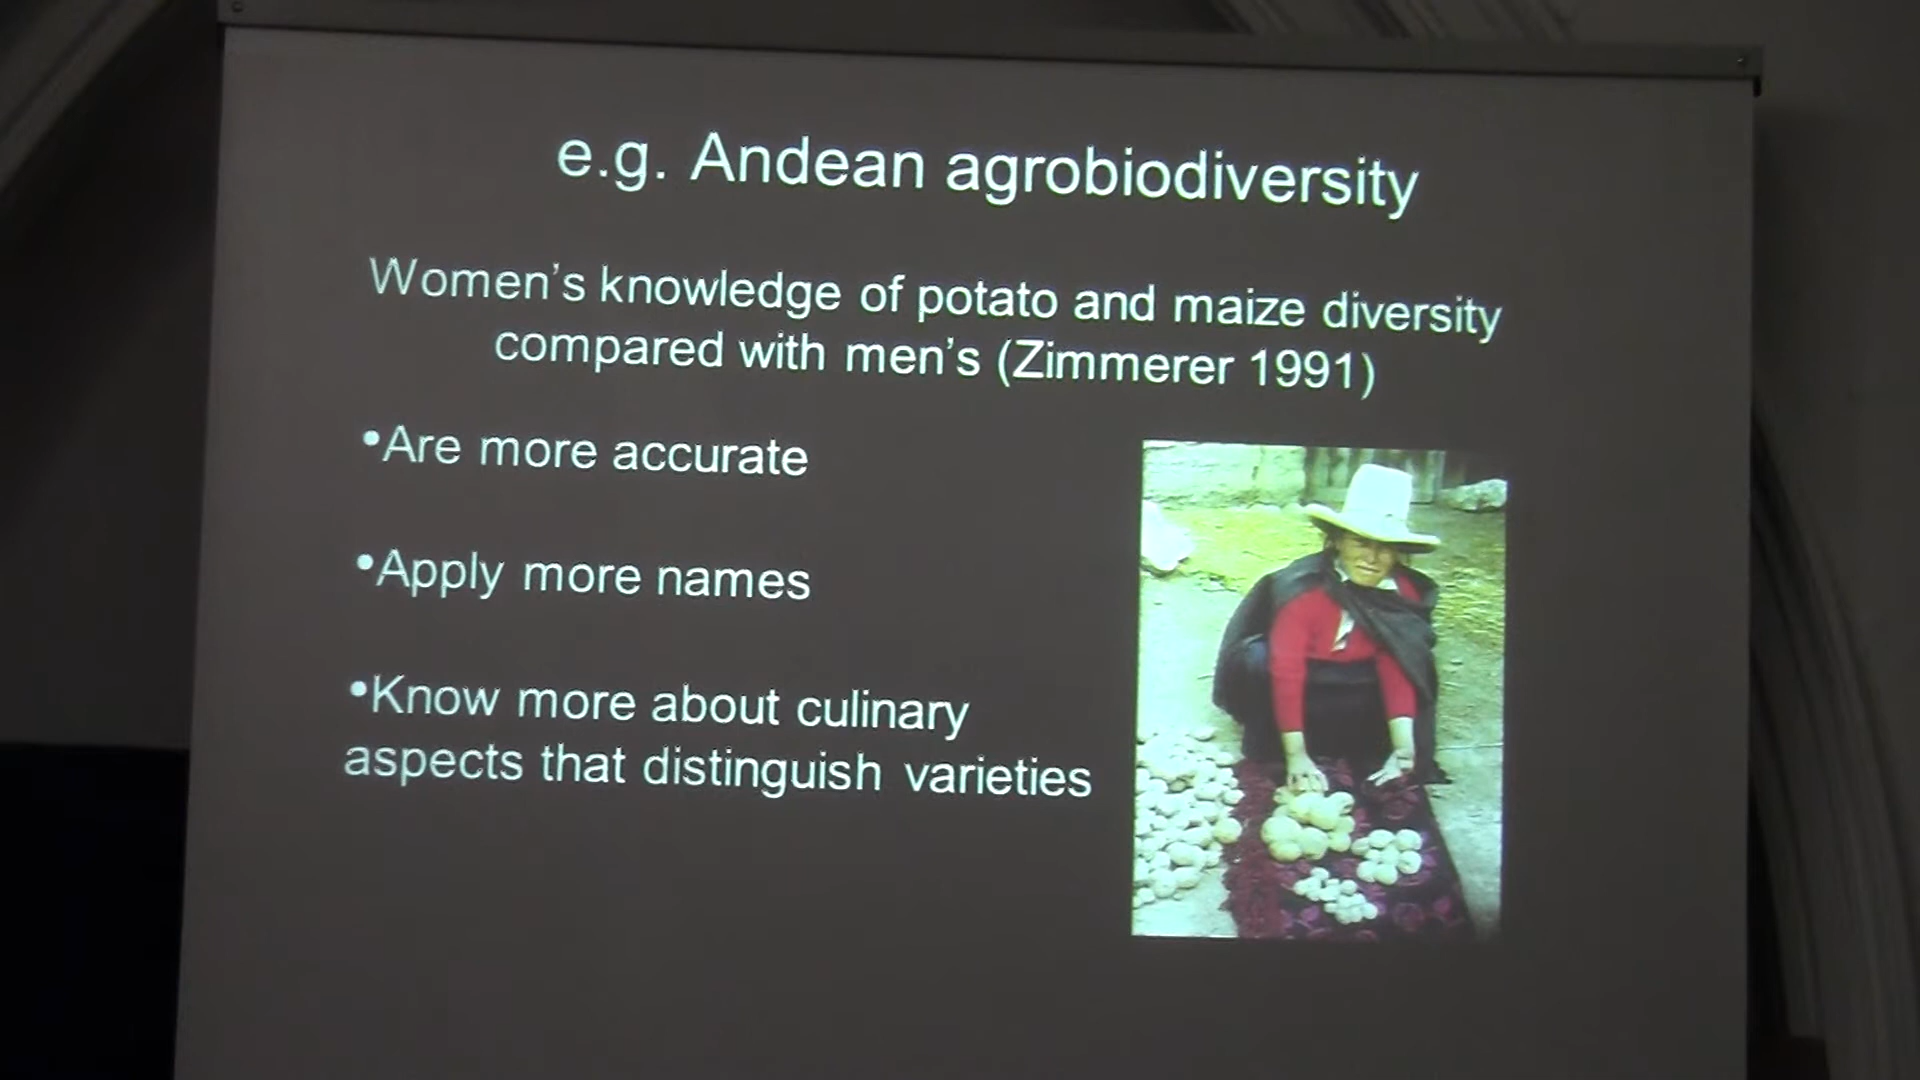 e.g. Andean agrobiodiversity
Women's knowledge of potato and maize diversity
compared with men's (Zimmerer 1991)
•Are more accurate
•Apply more names
•Know more about culinary
aspects that distinguish varieties